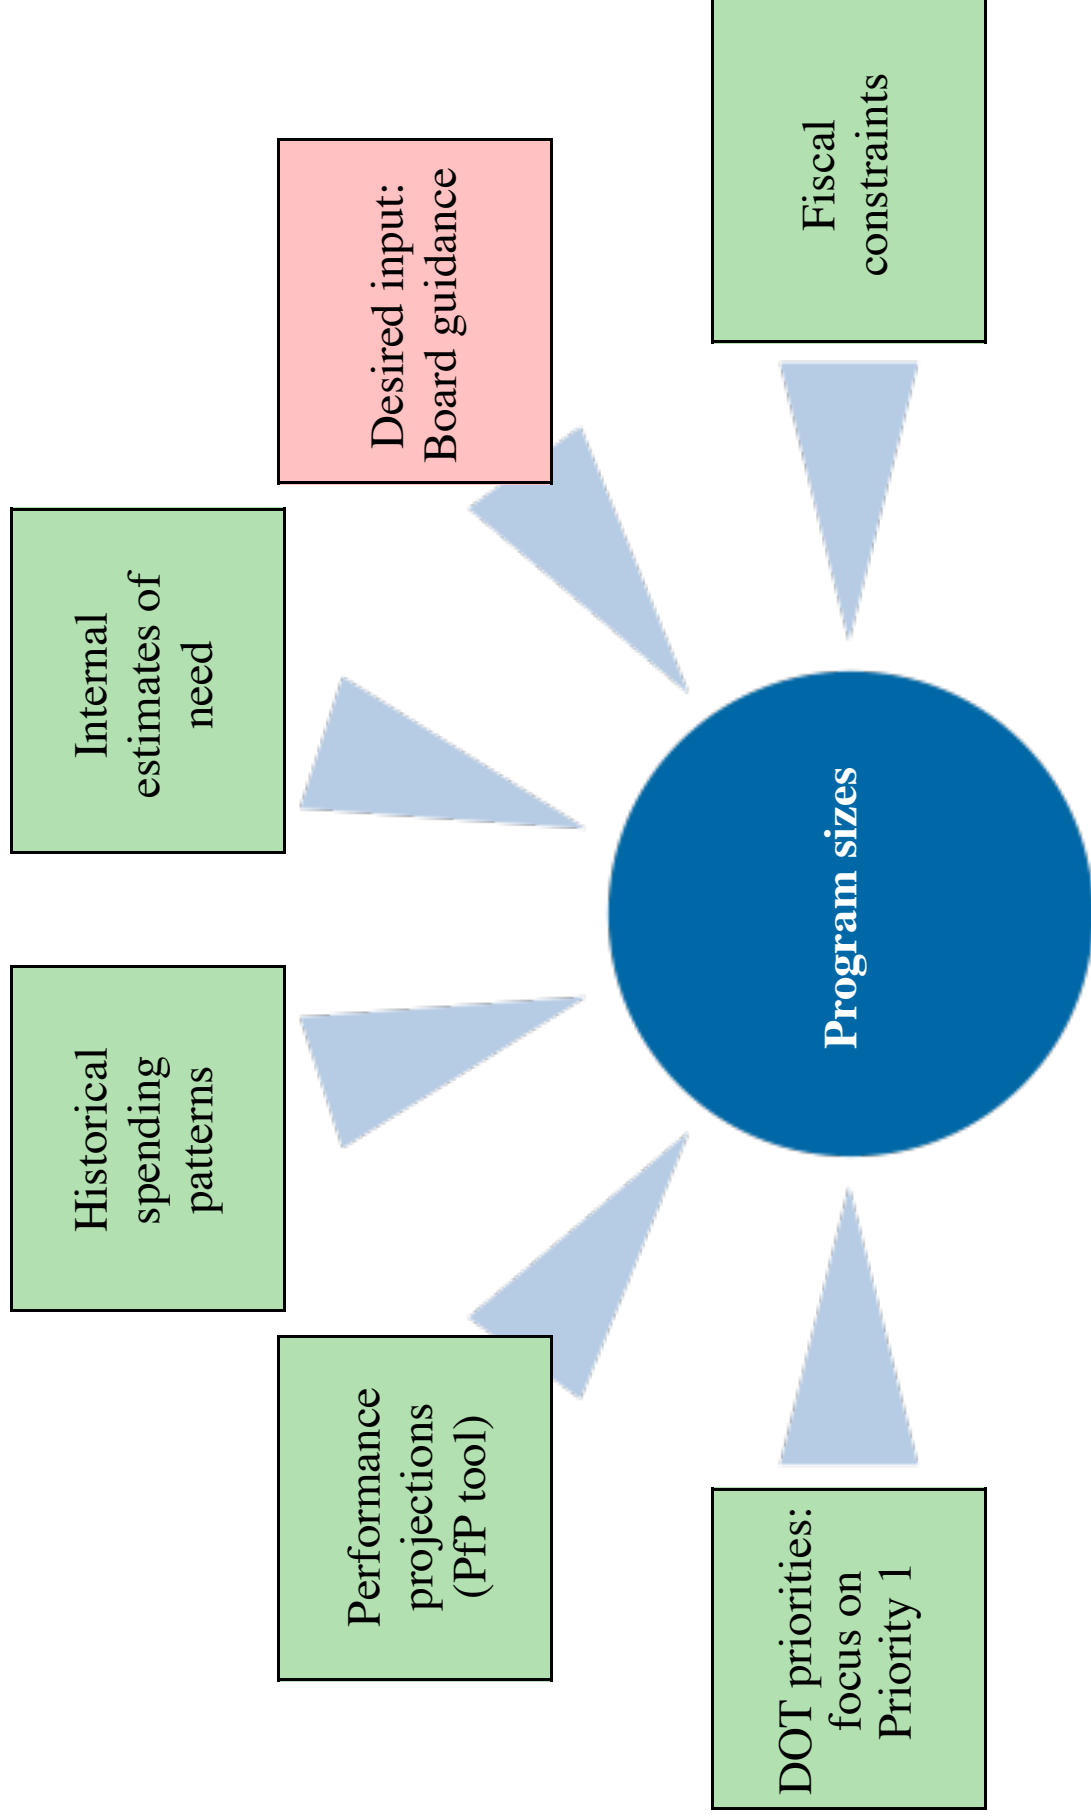 DOT priorities:
focus on
Priority 1
Performance
projections
(PfP tool)
Historical
spending
patterns
Internal
estimates of
need
Desired input:
Board guidance
Fiscal
constraints
Program sizes